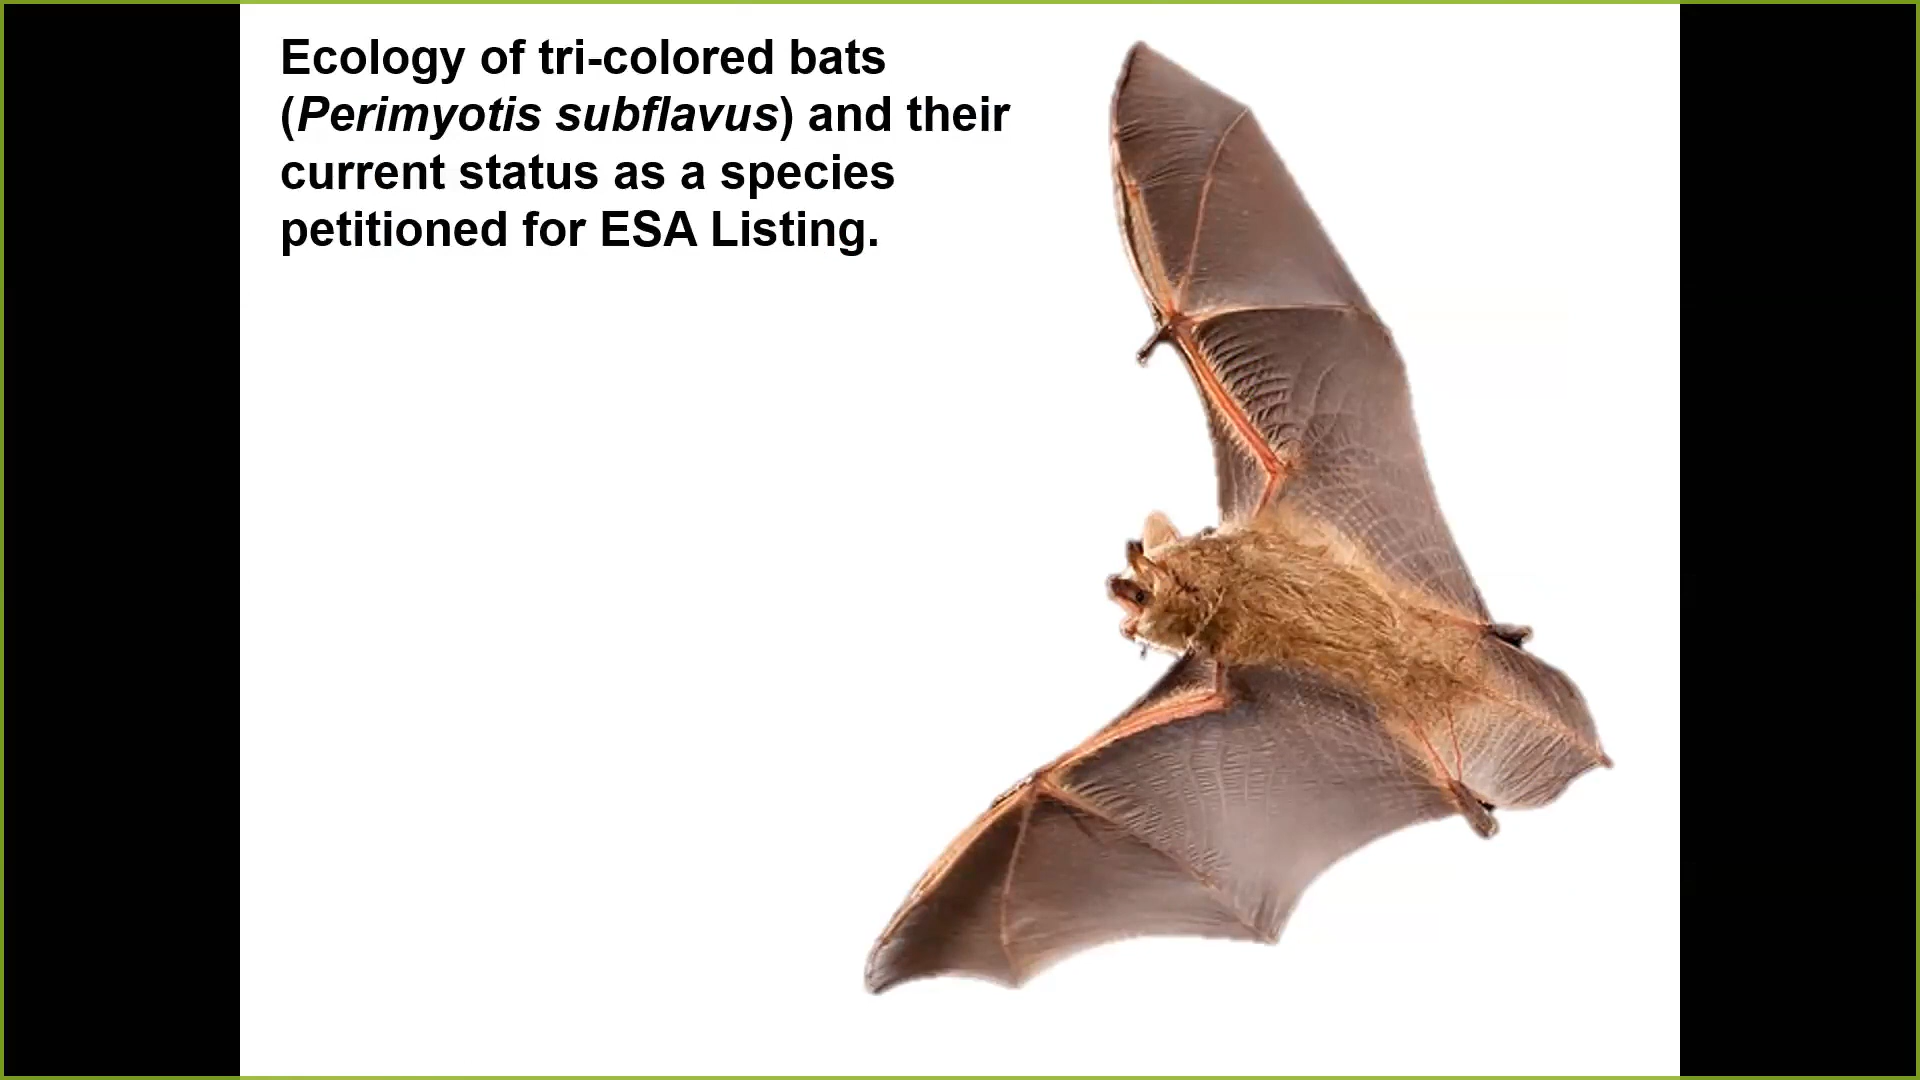 Ecology of tri-colored bats
(Perimyotis subflavus) and their
current status as a species
petitioned for ESA Listing.